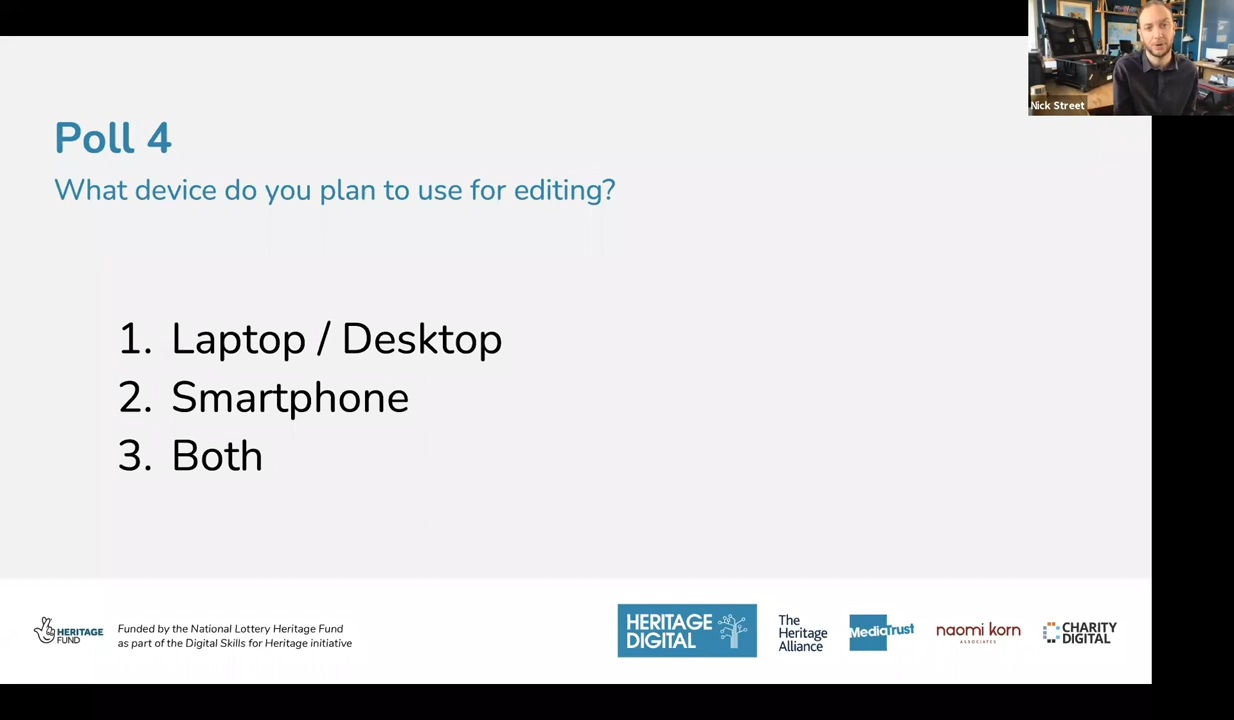 Nick Street
Poll 4
What device do you plan to use for editing?
1. Laptop / Desktop
2. Smartphone
3. Both
HERITAGE
FUND
Funded by the National Lottery Heritage Fund
as part of the Digital Skills for Heritage initiative
HERITAGE
DIGITAL
The
Heritage
Alliance
MediaTrust
naomi korn
ASSOCIATES
CHARITY
DIGITAL